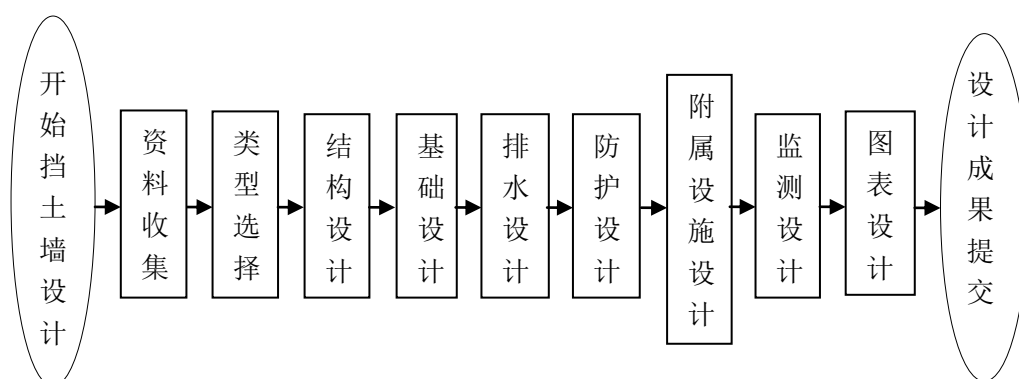 开始挡土墙设计
资料收集
类型选择
结构设计
基础设计
排水设计
防护设计
附属设施设计
监测设计
图表设计
设计成果提交